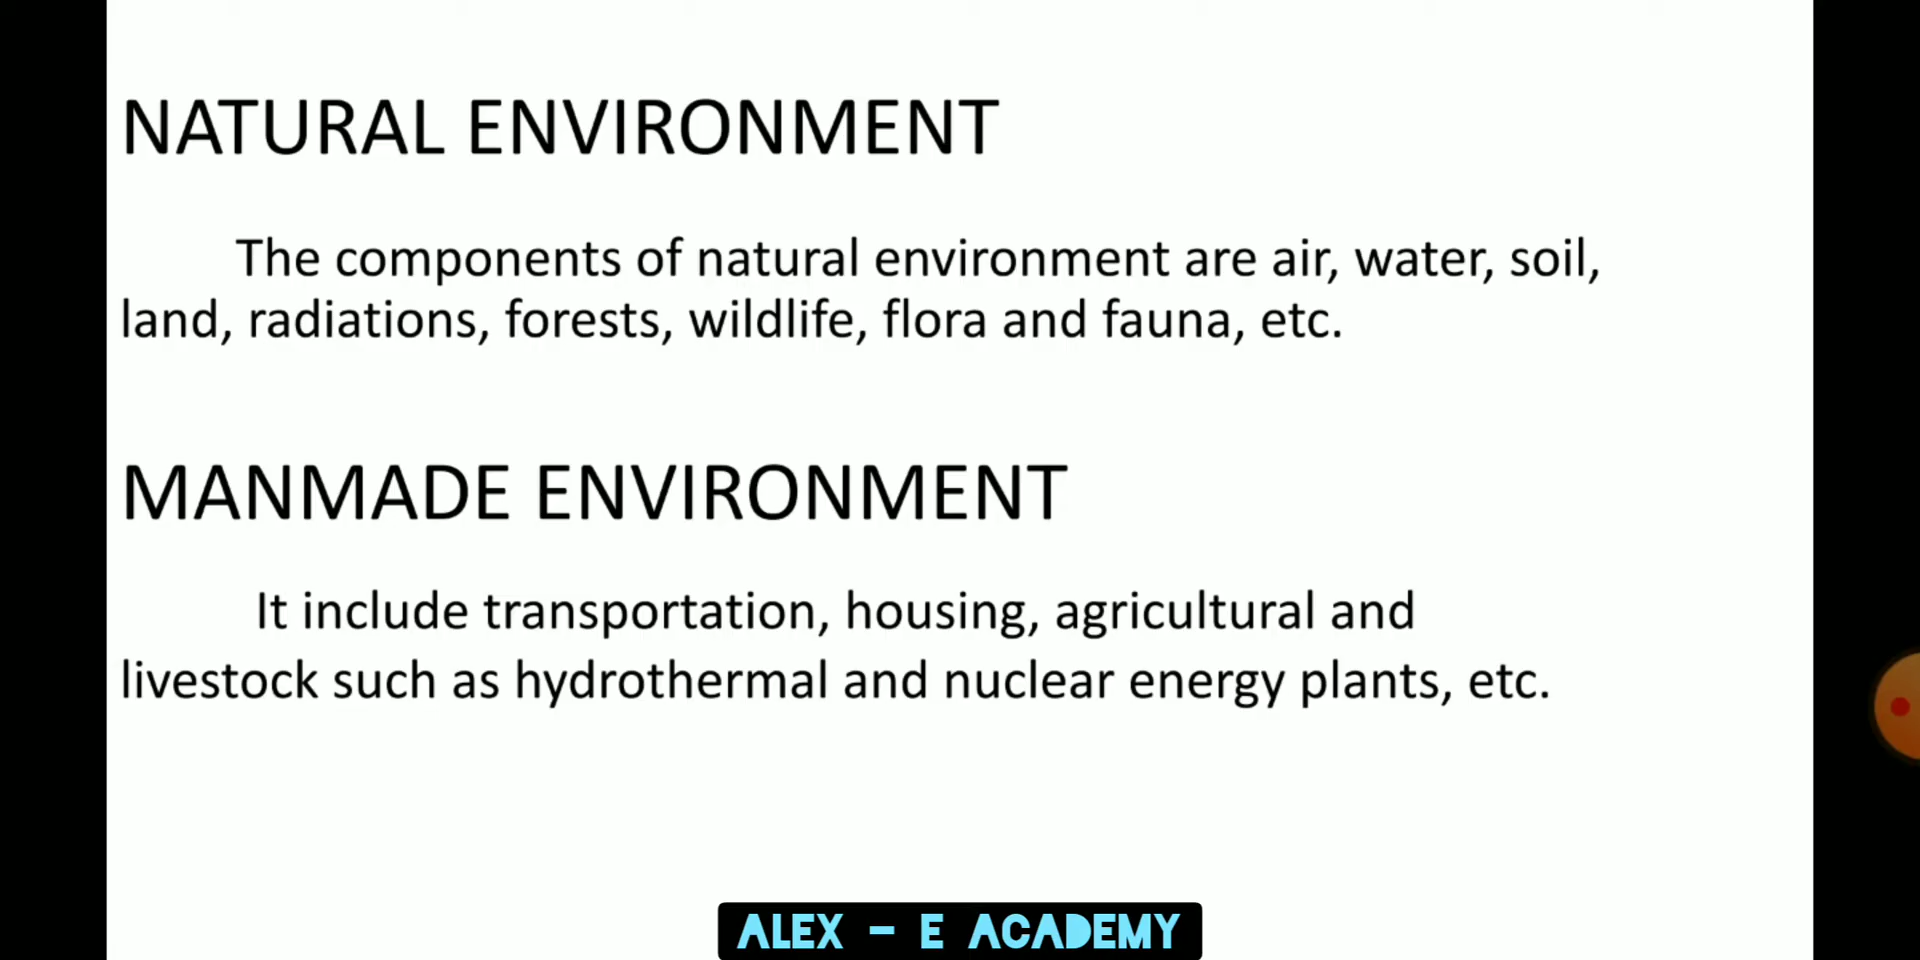 NATURAL ENVIRONMENT
The components of natural environment are air, water, soil,
land, radiations, forests, wildlife, flora and fauna, etc.
MANMADE ENVIRONMENT
It include transportation, housing, agricultural and
livestock such as hydrothermal and nuclear energy plants, etc.
ALEX – E ACADEMY